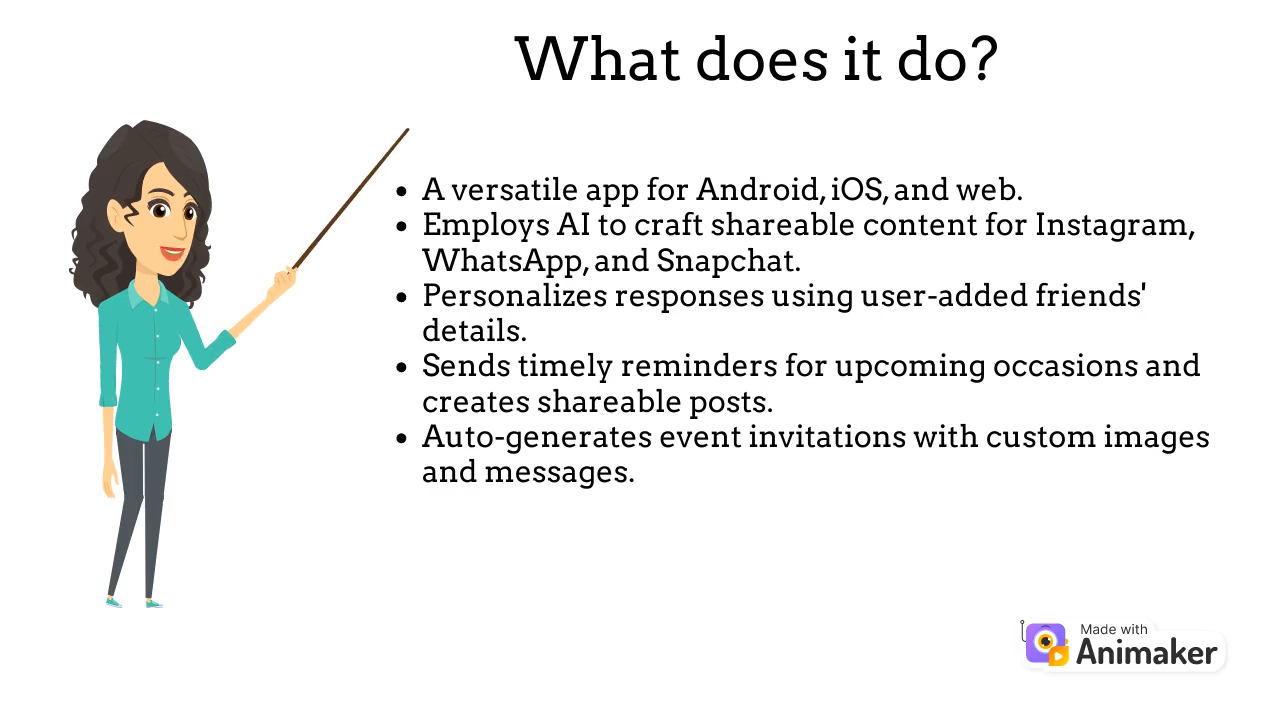 What does it do?
• A versatile app for Android, iOS, and web.
• Employs AI to craft shareable content for Instagram,
WhatsApp, and Snapchat.
• Personalizes responses using user-added friends'
details.
• Sends timely reminders for upcoming occasions and
creates shareable posts.
• Auto-generates event invitations with custom images
and messages.
Made with
Animaker